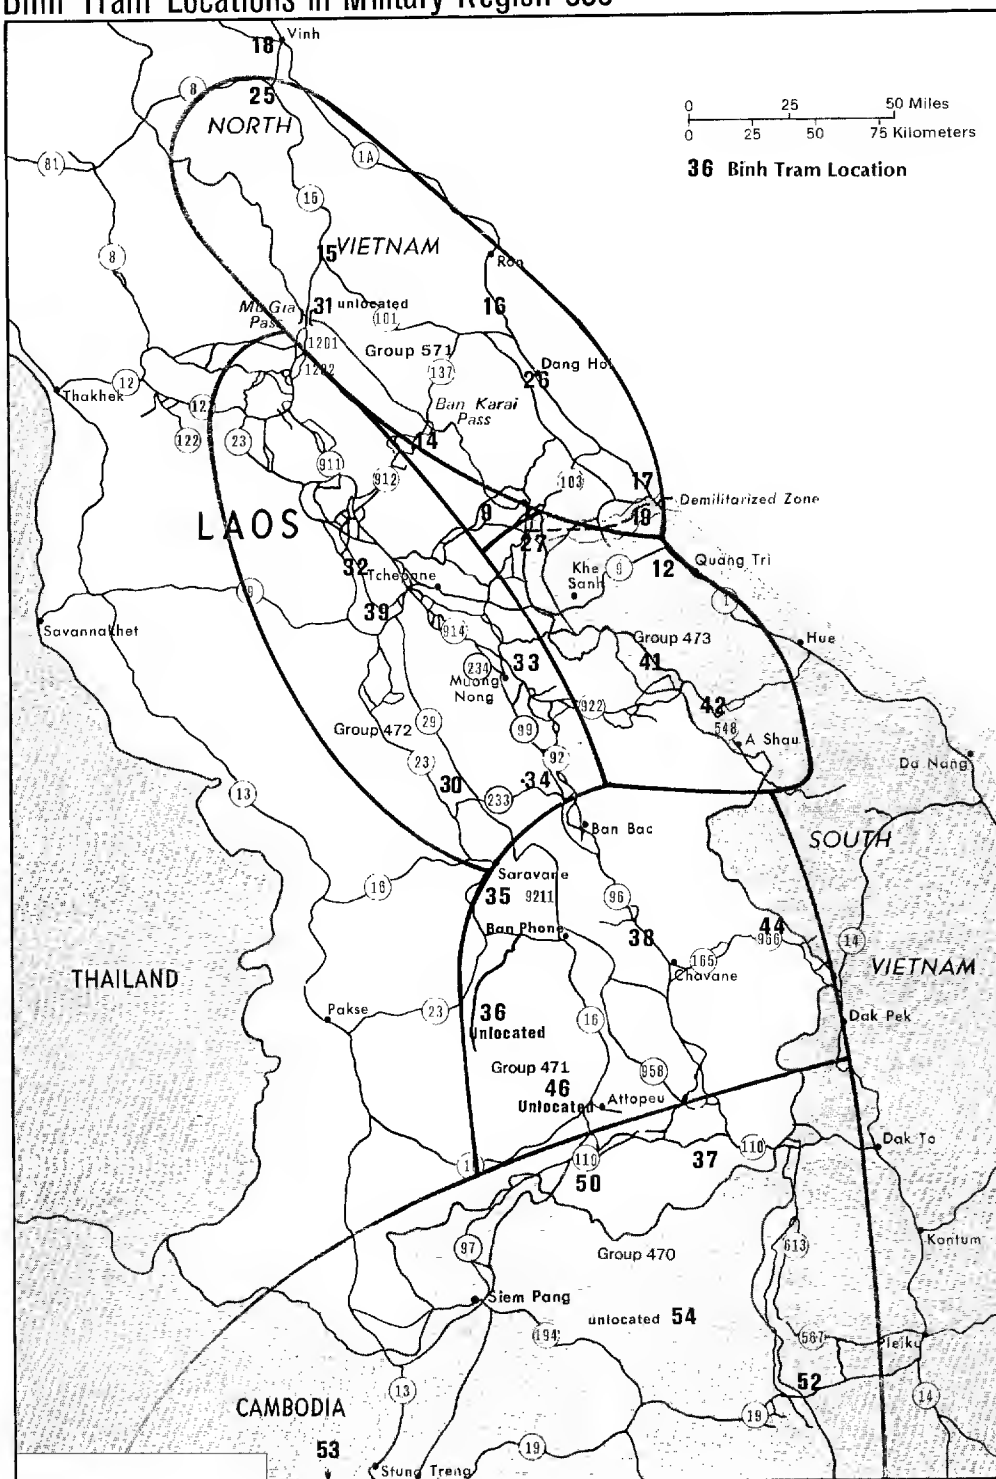 Binh Tram Locations in Military Region 559
18 Vinh
8
25
NORTH
0 25 50 Miles
0 25 50 75 Kilometers
36 Binh Tram Location
1A
81
16
8
15 VIETNAM
Ron
16
31 unlocated
Mu Gia
Pass
101
1201
Group 571
1202
137
Dang Hoi
26
12
Thakhek
12
Ban Karai
Pass
122
23
14
911
912
103
17
Demilitarized Zone
LAOS
9
19
27
Khe
Sanh
9
12
Quang Tri
32
Tchepone
9
39
1
Savannakhet
914
Group 473
Hue
234
33
41
Muong
Nong
922
42
548
A Shau
Group 472
29
99
23
92
Da Nang
30
34
13
233
Ban Bac
SOUTH
Saravane
16
35 9211
96
Ban Phone
38
44
966
14
165
Chavane
VIETNAM
THAILAND
Pakse
23
36
Unlocated
16
Dak Pek
Group 471
958
46
Unlocated
Attopeu
110
37
110
Dak To
50
97
Group 470
613
Kontum
Siem Pang
unlocated 54
194
567
Pleiku
13
52
CAMBODIA
19
14
53
19
Stung Treng